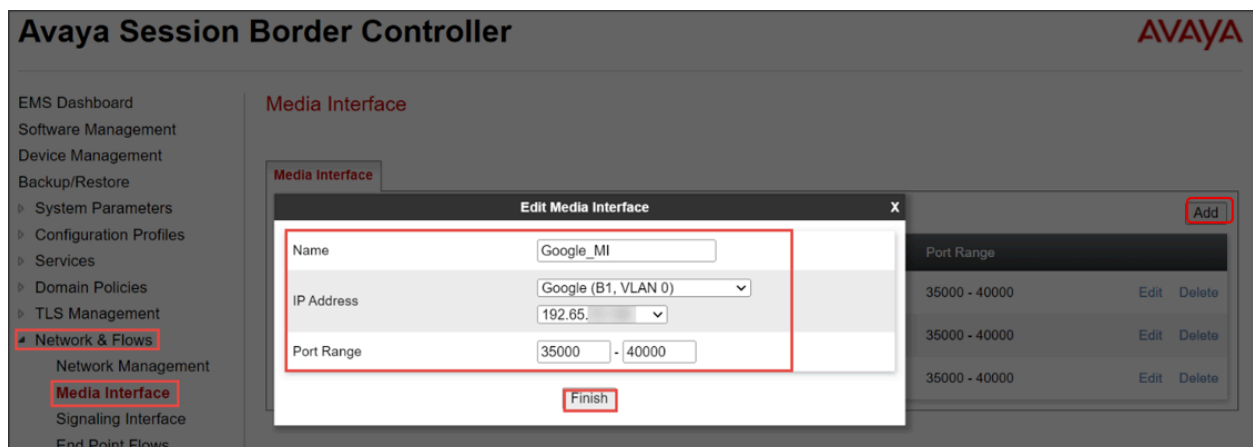 Avaya Session Border Controller
AVAYA
EMS Dashboard
Software Management
Device Management
Backup/Restore
System Parameters
Configuration Profiles
Services
Domain Policies
TLS Management
Network & Flows
Network Management
Media Interface
Signaling Interface
End Point Flows
Media Interface
Media Interface
Add
Port Range
35000 - 40000 Edit Delete
35000 - 40000 Edit Delete
35000 - 40000 Edit Delete
Edit Media Interface X
Name Google_MI
IP Address Google (B1, VLAN 0)
192.65.
Port Range 35000 - 40000
Finish